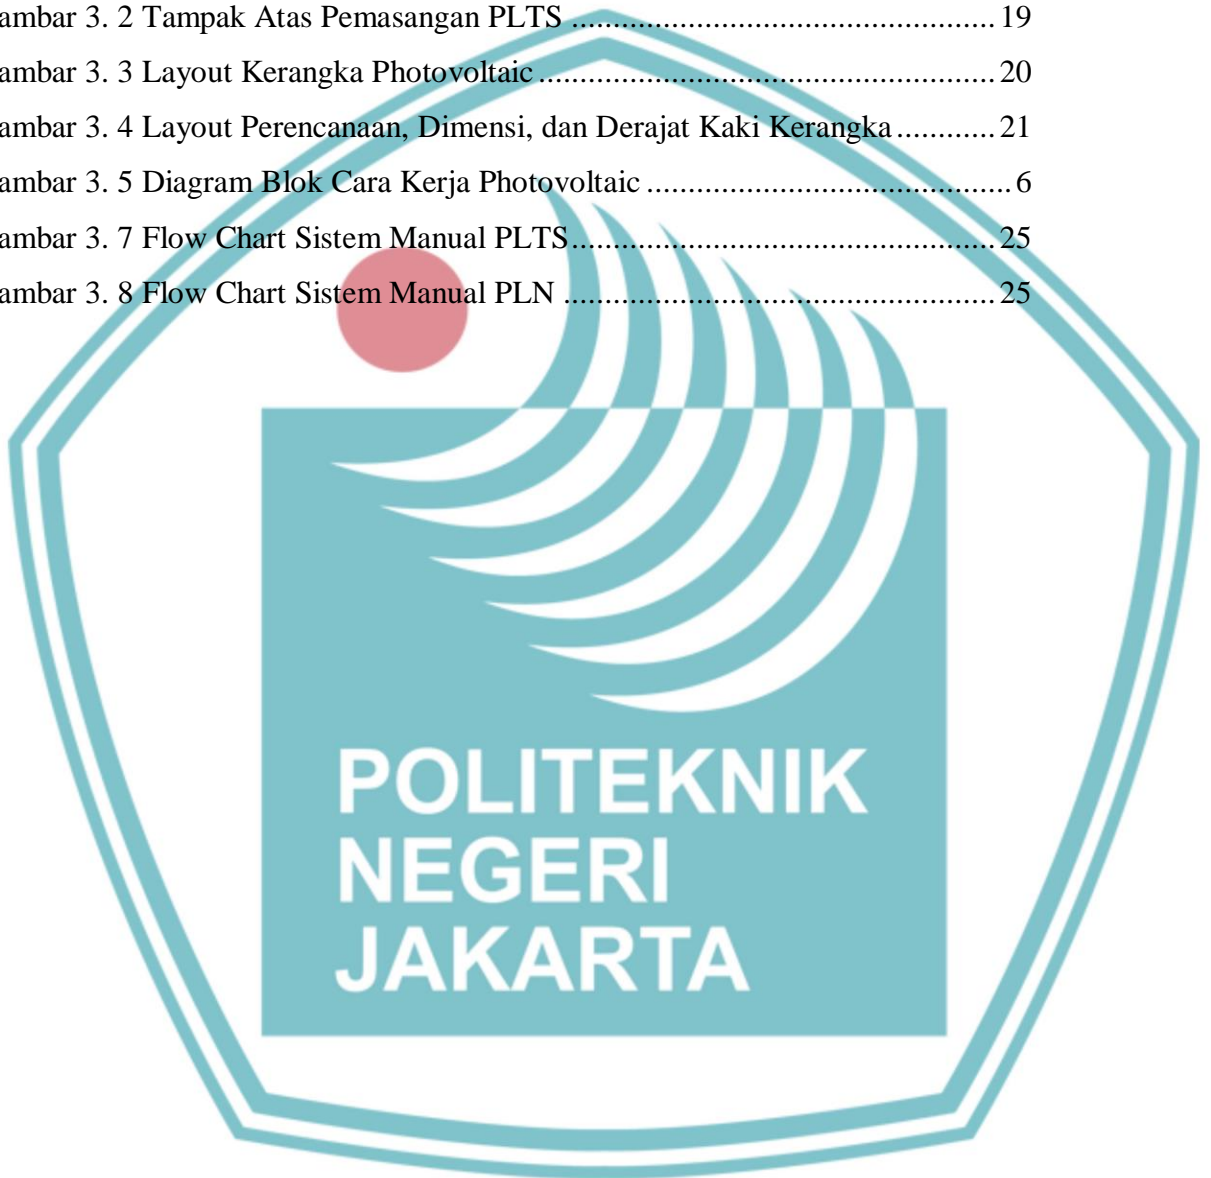 ambar 3. 2 Tampak Atas Pemasangan PLTS .................................................... 19
ambar 3. 3 Layout Kerangka Photovoltaic ........................................................ 20
ambar 3. 4 Layout Perencanaan, Dimensi, dan Derajat Kaki Kerangka ............ 21
ambar 3. 5 Diagram Blok Cara Kerja Photovoltaic ............................................. 6
ambar 3. 7 Flow Chart Sistem Manual PLTS.................................................... 25
ambar 3. 8 Flow Chart Sistem Manual PLN ..................................................... 25
POLITEKNIK
NEGERI
JAKARTA